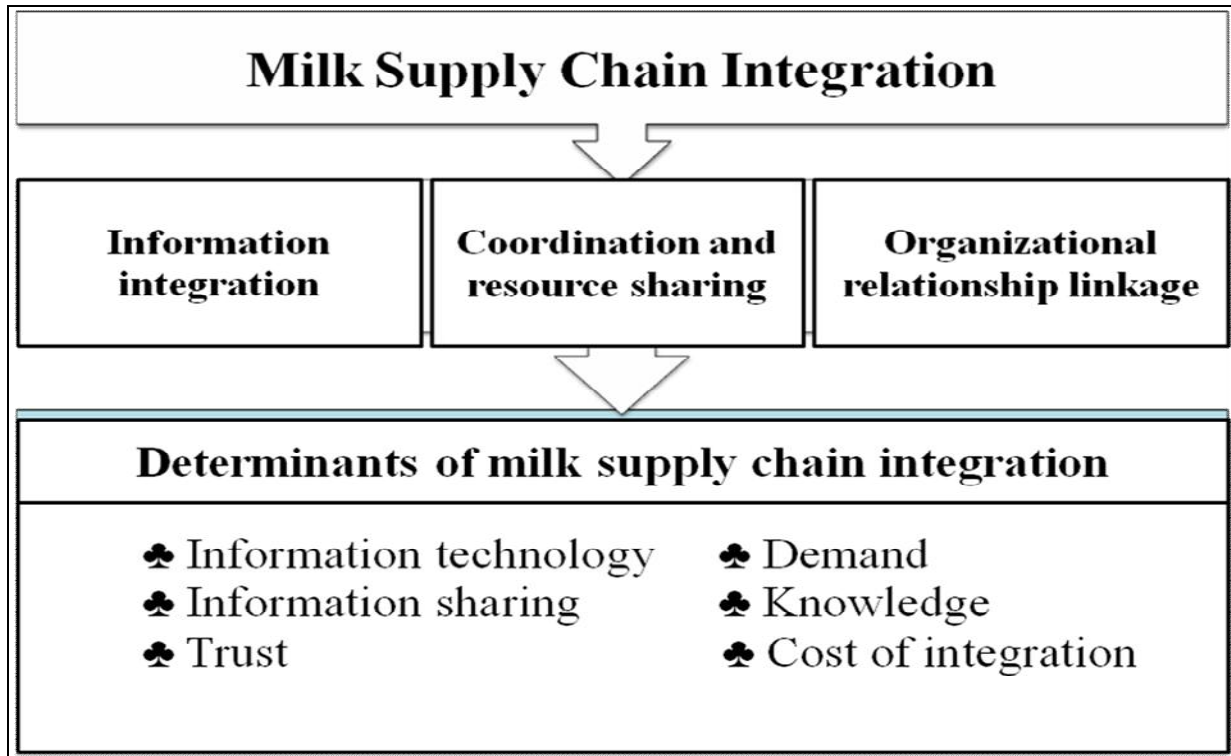 Milk Supply Chain Integration
Information
integration
Coordination and
resource sharing
Organizational
relationship linkage
Determinants of milk supply chain integration
♣ Information technology
♣ Information sharing
♣ Trust
♣ Demand
♣ Knowledge
♣ Cost of integration